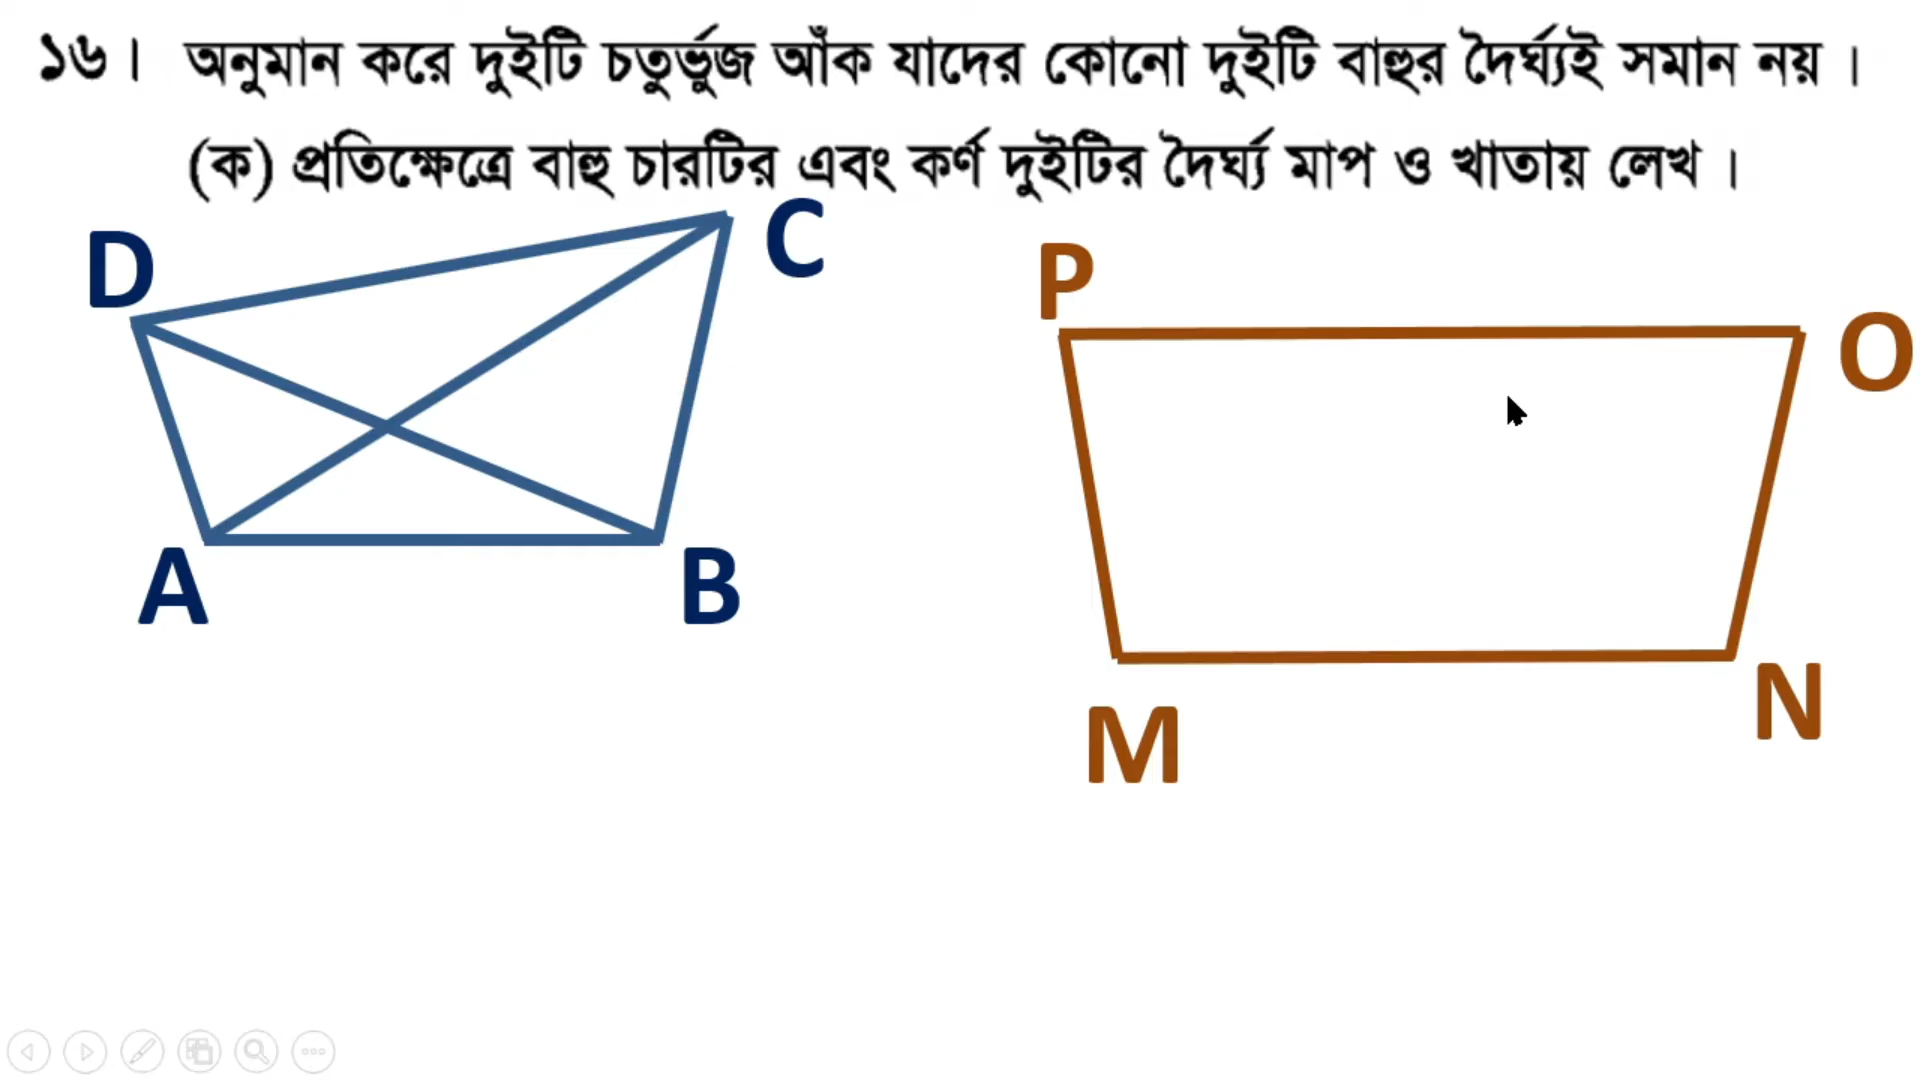 ১৬। অনুমান করে দুইটি চতুর্ভুজ আঁক যাদের কোনো দুইটি বাহুর দৈর্ঘ্যই সমান নয়।
(ক) প্রতিক্ষেত্রে বাহু চারটির এবং কর্ণ দুইটির দৈর্ঘ্য মাপ ও খাতায় লেখ।
D
C
A
B
P
O
M
N